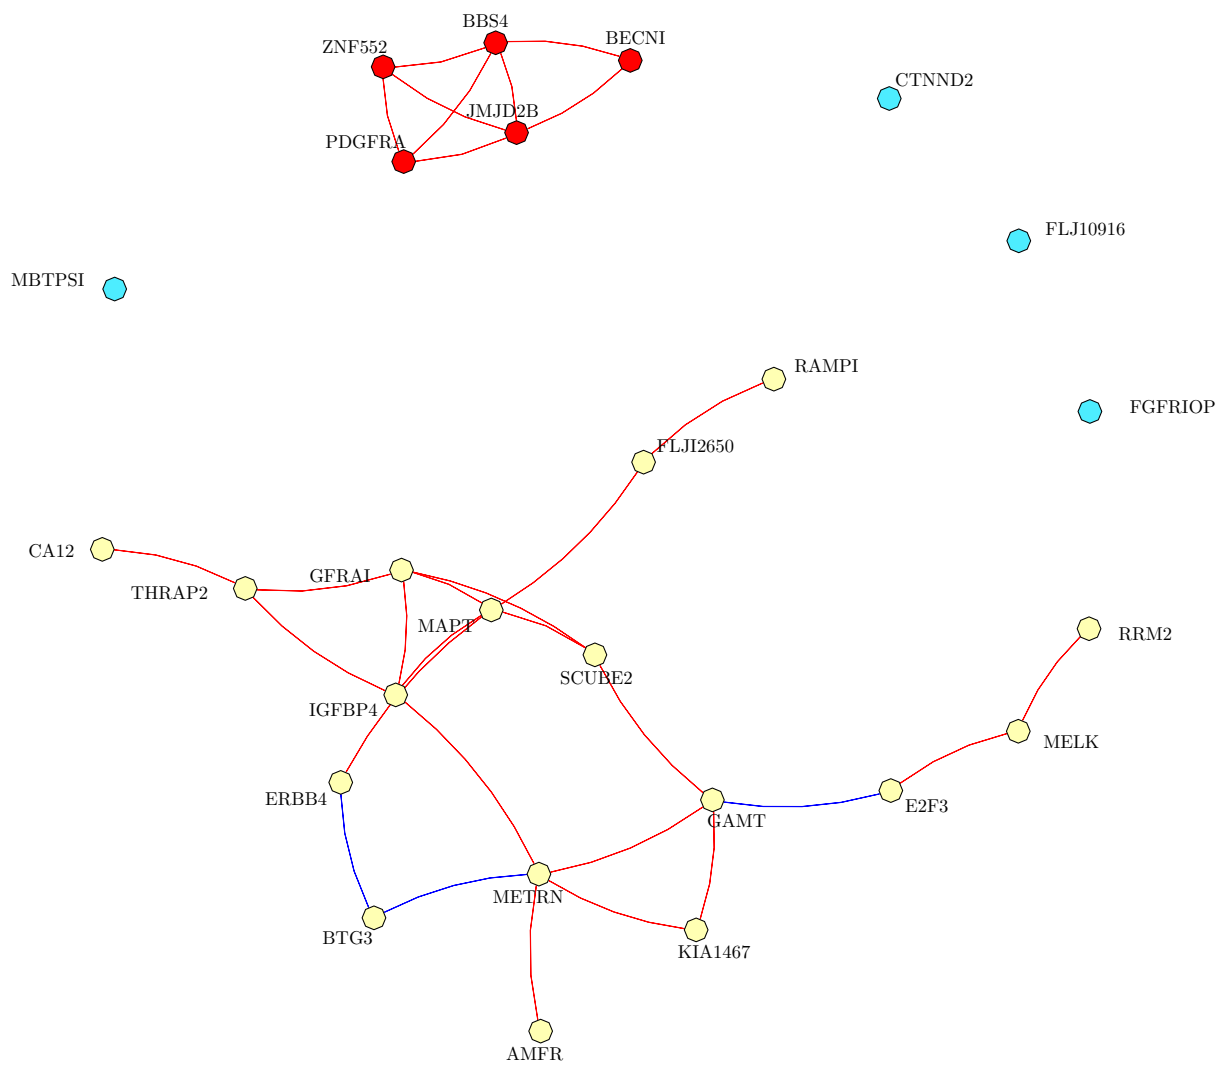 BBS4
BECNI
ZNF552
CTNND2
JMJD2B
PDGFRA
FLJ10916
MBTPSI
RAMPI
FGFRIOP
FLJI2650
CA12
GFRAI
THRAP2
MAPT
RRM2
SCUBE2
IGFBP4
MELK
ERBB4
E2F3
GAMT
METRN
BTG3
KIA1467
AMFR